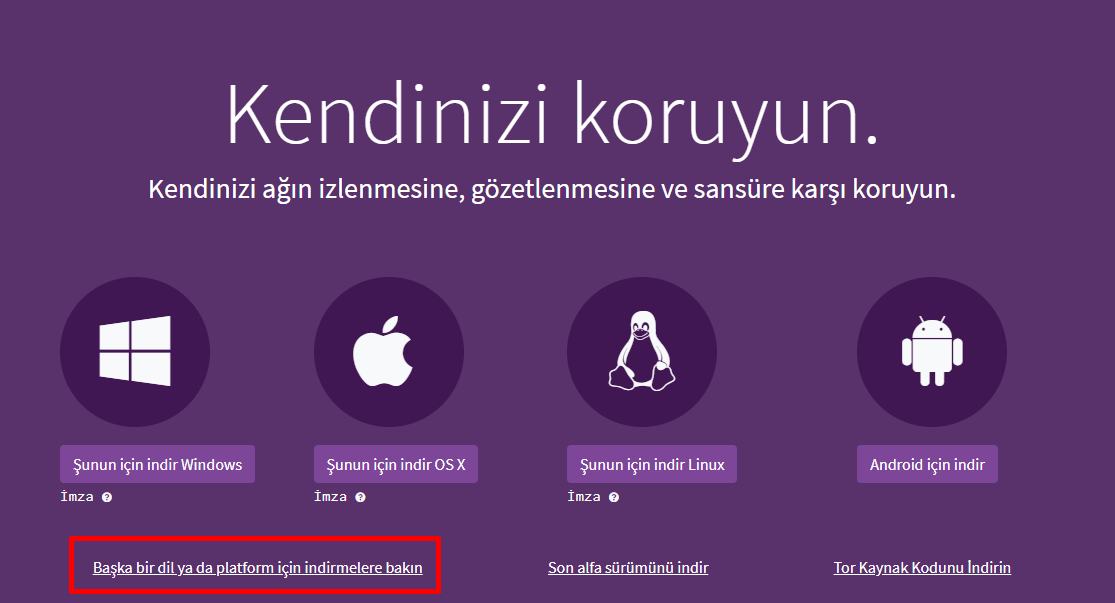 Kendinizi koruyun.
Kendinizi ağın izlenmesine, gözetlenmesine ve sansüre karşı koruyun.
Şunun için indir Windows
Şunun için indir OS X
Şunun için indir Linux
Android için indir
İmza
İmza
İmza
Başka bir dil ya da platform için indirmelere bakın
Son alfa sürümünü indir
Tor Kaynak Kodunu İndirin